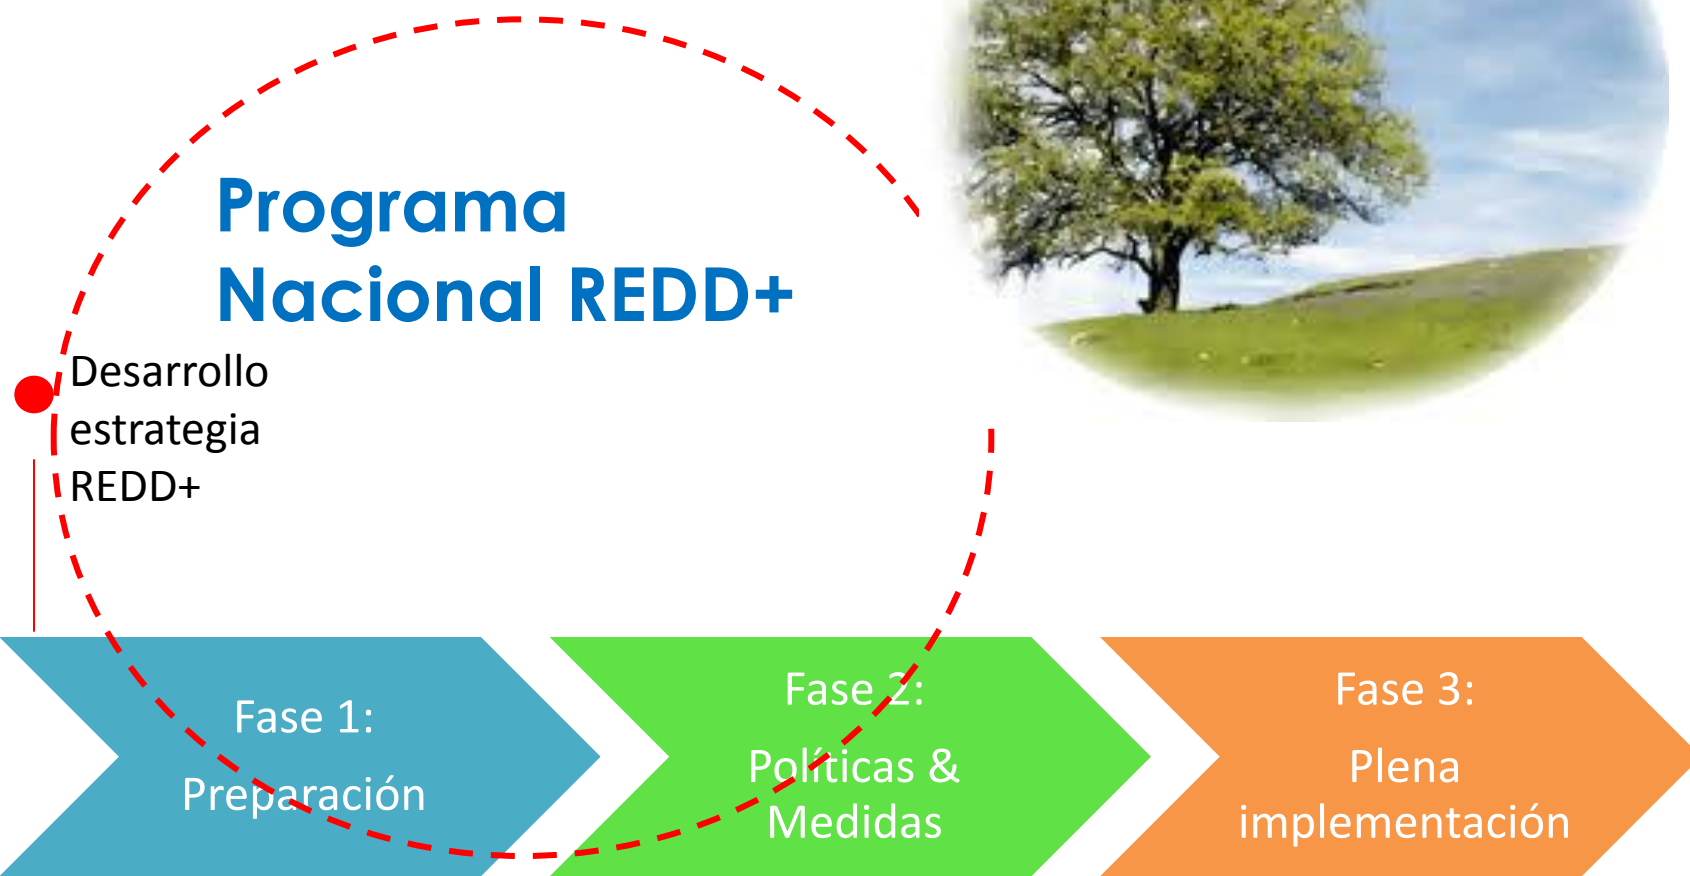 Programa
Nacional REDD+
Desarrollo
estrategia
REDD+
Fase 1:
Preparación
Fase 2:
Políticas &
Medidas
Fase 3:
Plena
implementación